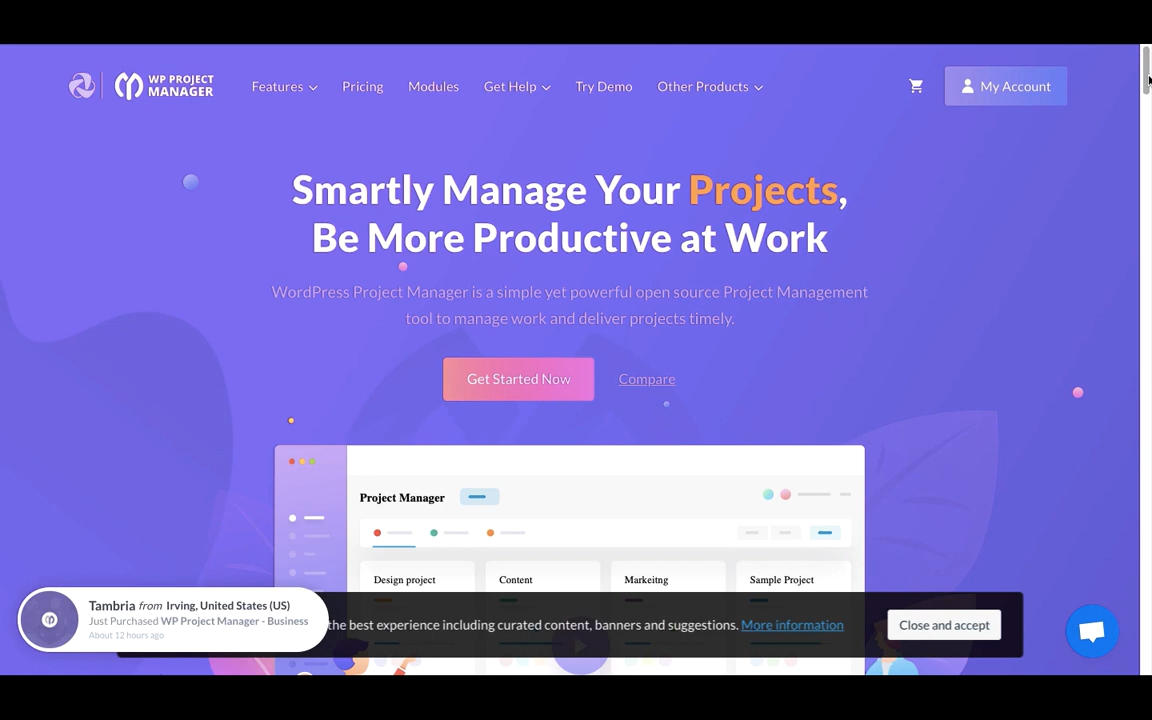 WP PROJECT
MANAGER
Features
Pricing
Modules
Get Help
Try Demo
Other Products
My Account
Smartly Manage Your Projects,
Be More Productive at Work
WordPress Project Manager is a simple yet powerful open source Project Management
tool to manage work and deliver projects timely.
Get Started Now
Compare
Project Manager
Design project
Content
Markeitng
Sample Project
Tambria from Irving, United States (US)
Just Purchased WP Project Manager - Business
About 12 hours ago
the best experience including curated content, banners and suggestions. More information
Close and accept